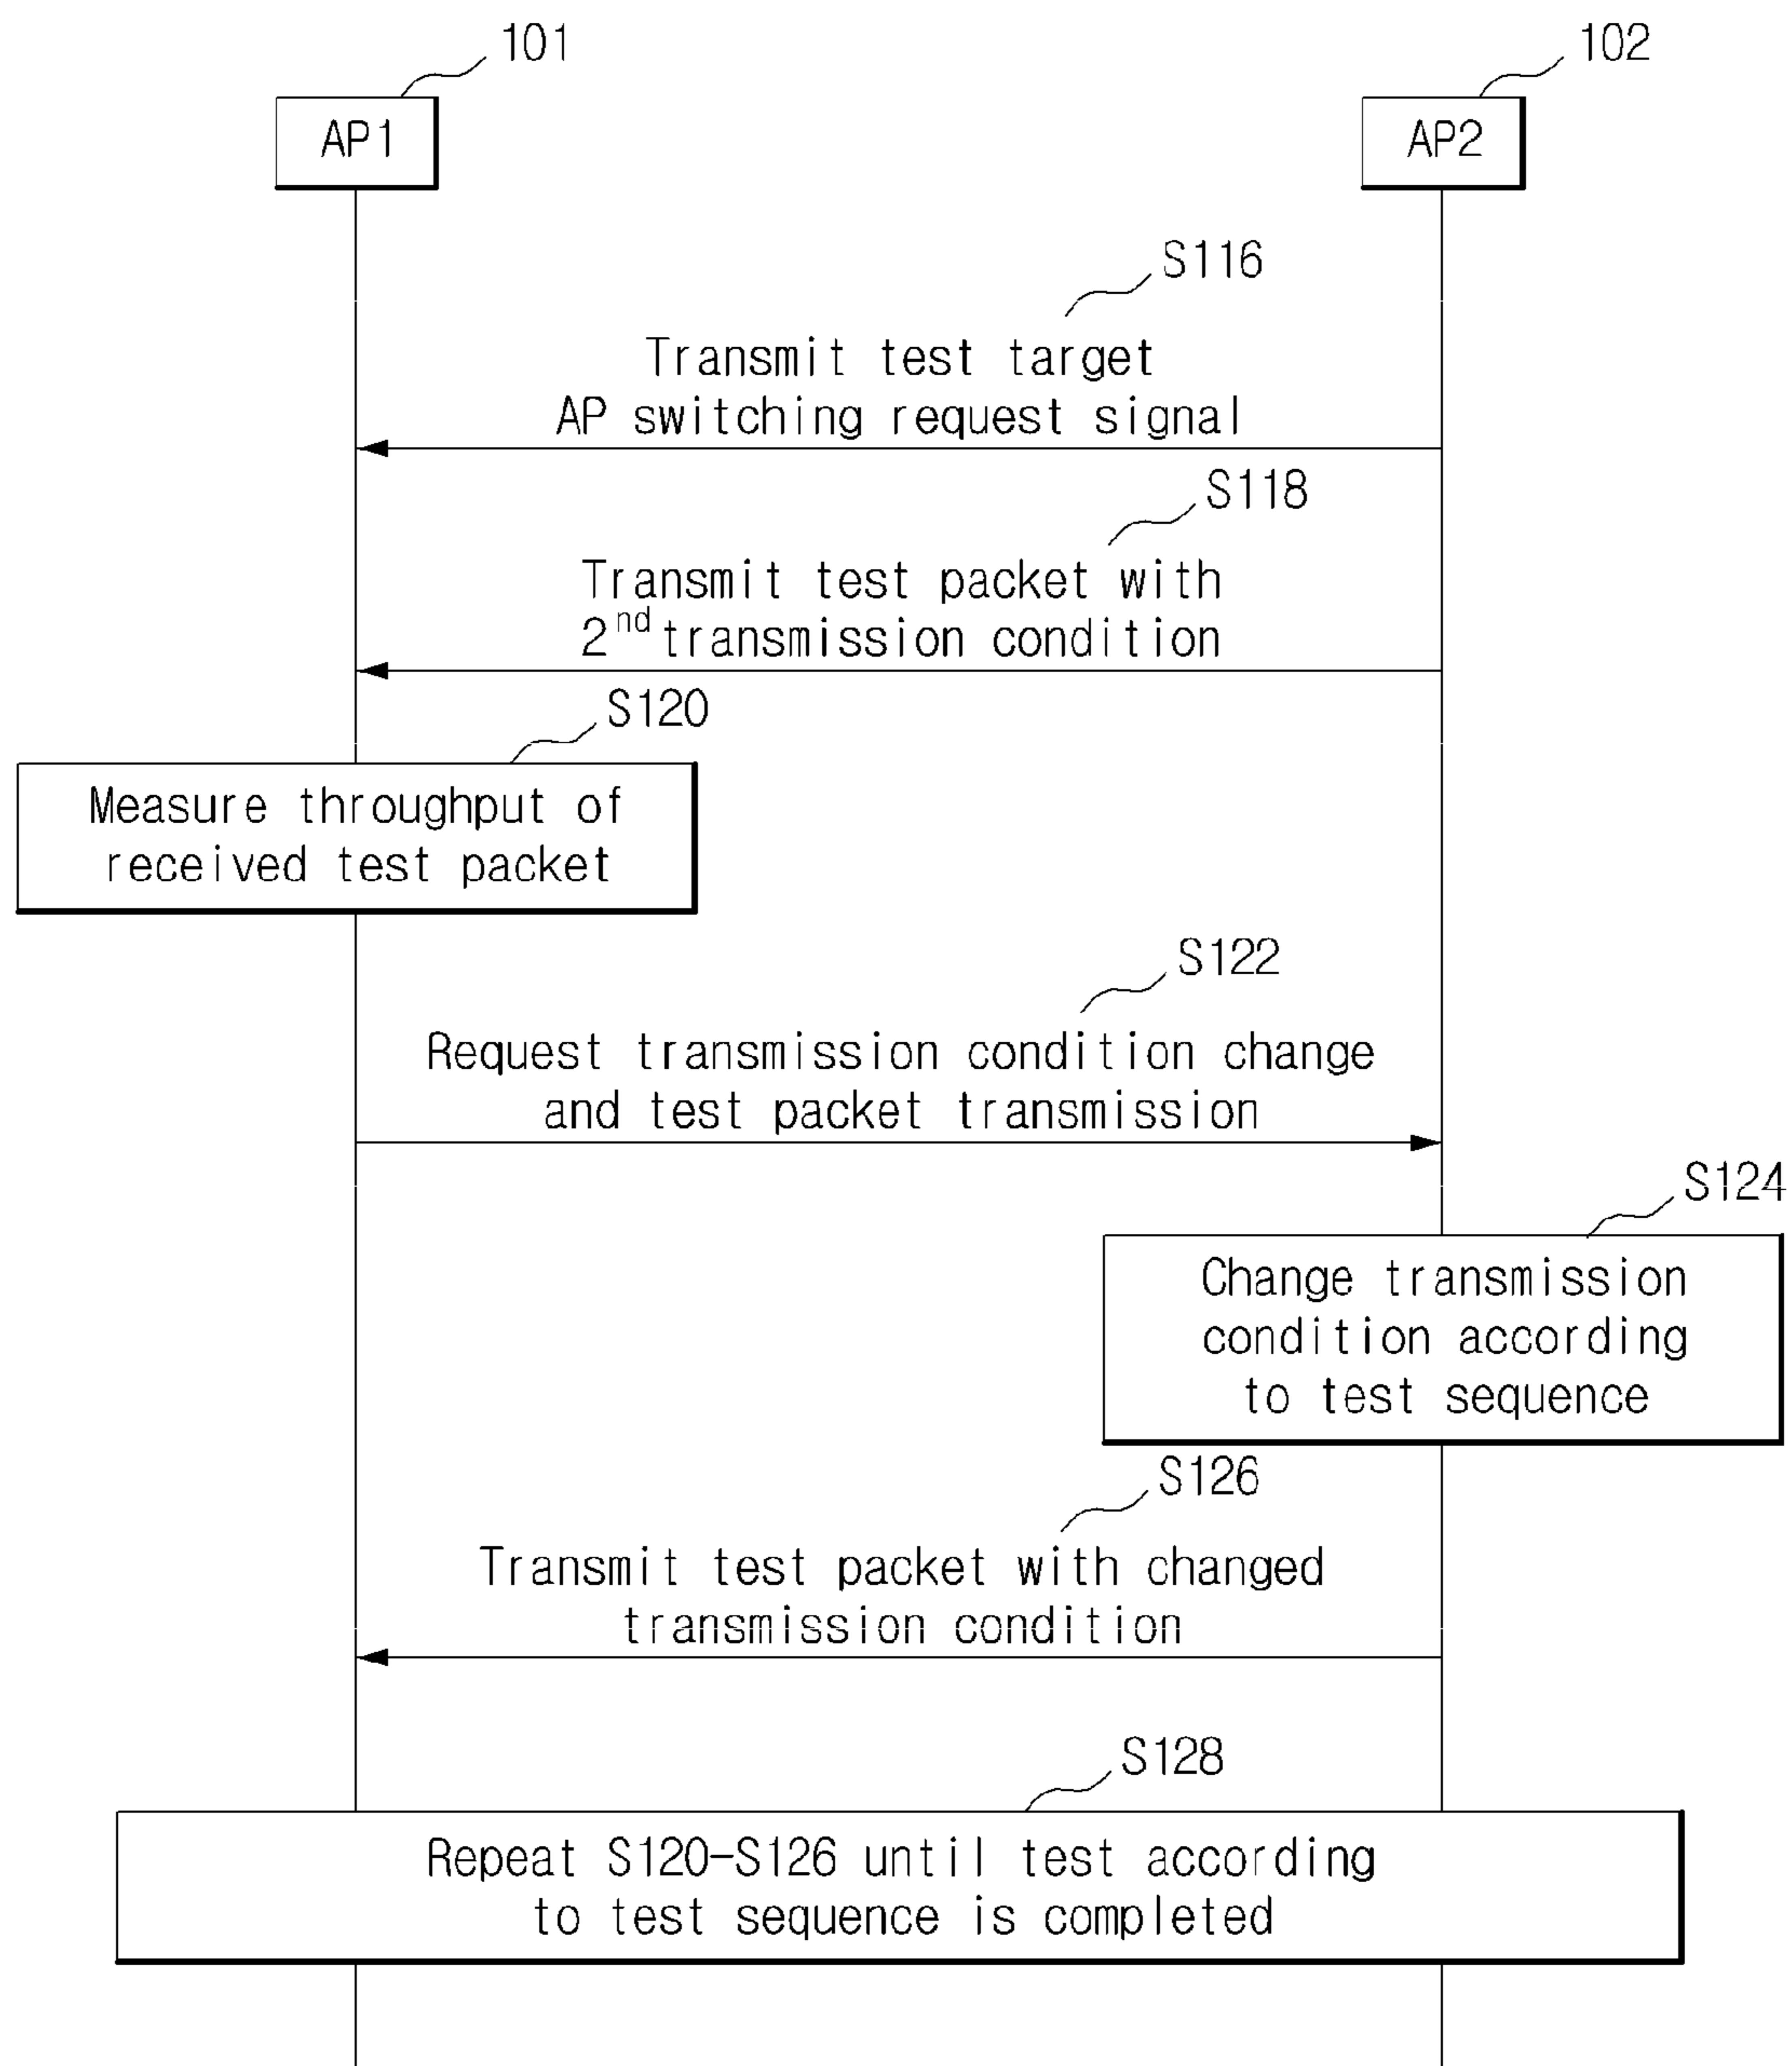 101
102
AP1
AP2
S116
Transmit test target
AP switching request signal
S118
Transmit test packet with
2nd transmission condition
S120
Measure throughput of
received test packet
S122
Request transmission condition change
and test packet transmission
S124
Change transmission
condition according
to test sequence
S126
Transmit test packet with changed
transmission condition
S128
Repeat S120-S126 until test according
to test sequence is completed